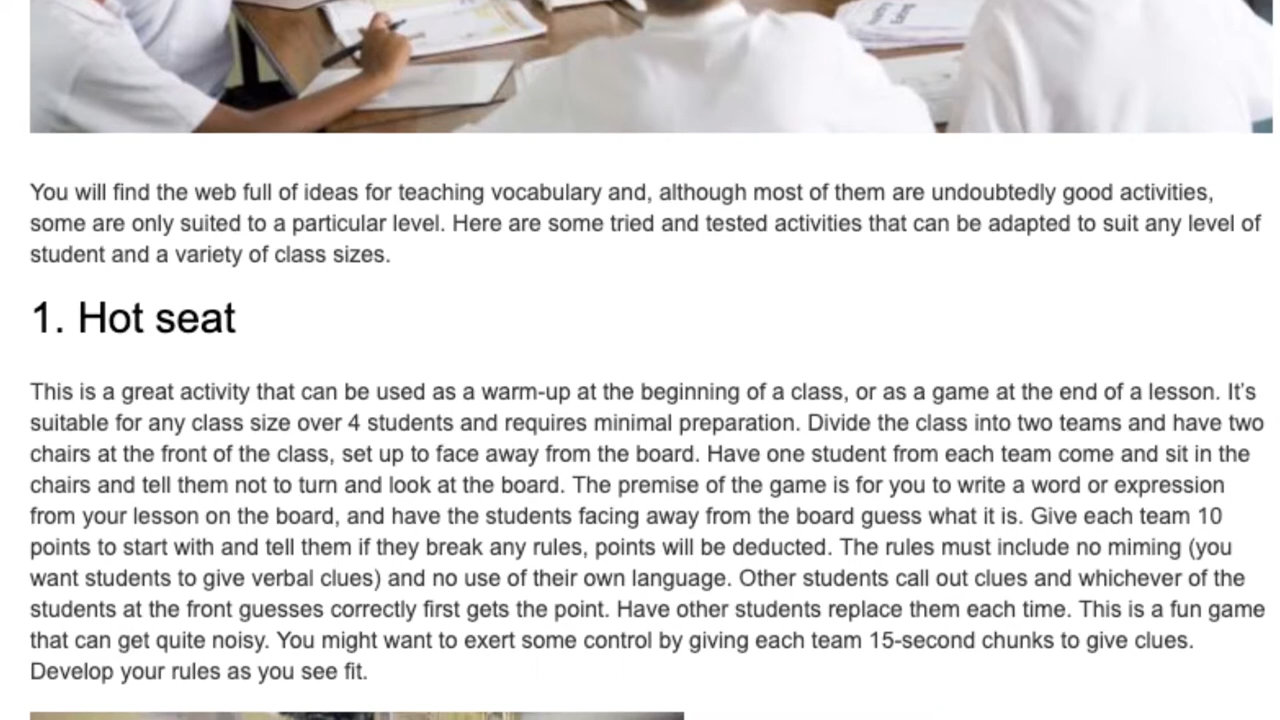 Healthy
Eating
You will find the web full of ideas for teaching vocabulary and, although most of them are undoubtedly good activities,
some are only suited to a particular level. Here are some tried and tested activities that can be adapted to suit any level of
student and a variety of class sizes.
1. Hot seat
This is a great activity that can be used as a warm-up at the beginning of a class, or as a game at the end of a lesson. It's
suitable for any class size over 4 students and requires minimal preparation. Divide the class into two teams and have two
chairs at the front of the class, set up to face away from the board. Have one student from each team come and sit in the
chairs and tell them not to turn and look at the board. The premise of the game is for you to write a word or expression
from your lesson on the board, and have the students facing away from the board guess what it is. Give each team 10
points to start with and tell them if they break any rules, points will be deducted. The rules must include no miming (you
want students to give verbal clues) and no use of their own language. Other students call out clues and whichever of the
students at the front guesses correctly first gets the point. Have other students replace them each time. This is a fun game
that can get quite noisy. You might want to exert some control by giving each team 15-second chunks to give clues.
Develop your rules as you see fit.